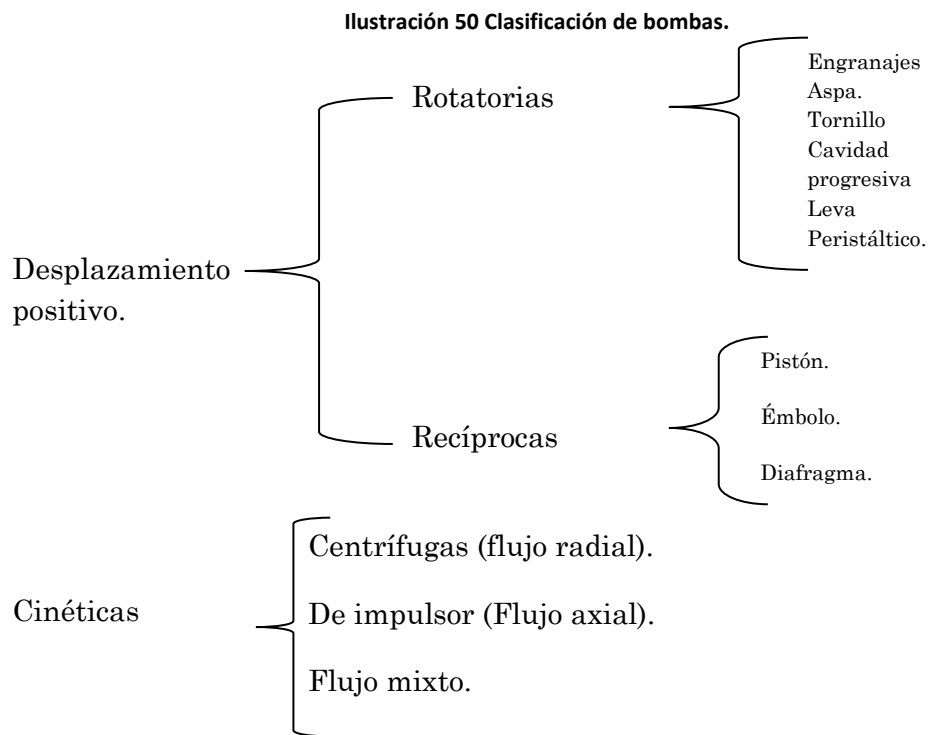 Ilustración 50 Clasificación de bombas.
Desplazamiento
positivo.
Rotatorias
Engranajes
Aspa.
Tornillo
Cavidad
progresiva
Leva
Peristáltico.
Recíprocas
Pistón.
Émbolo.
Diafragma.
Cinéticas
Centrífugas (flujo radial).
De impulsor (Flujo axial).
Flujo mixto.